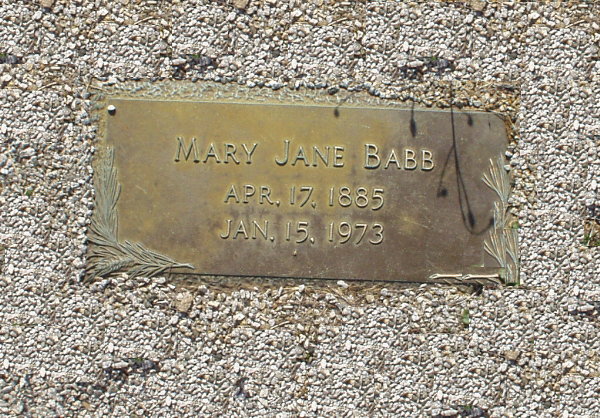 MARY JANE BABB
APR. 17, 1885
JAN. 15, 1973